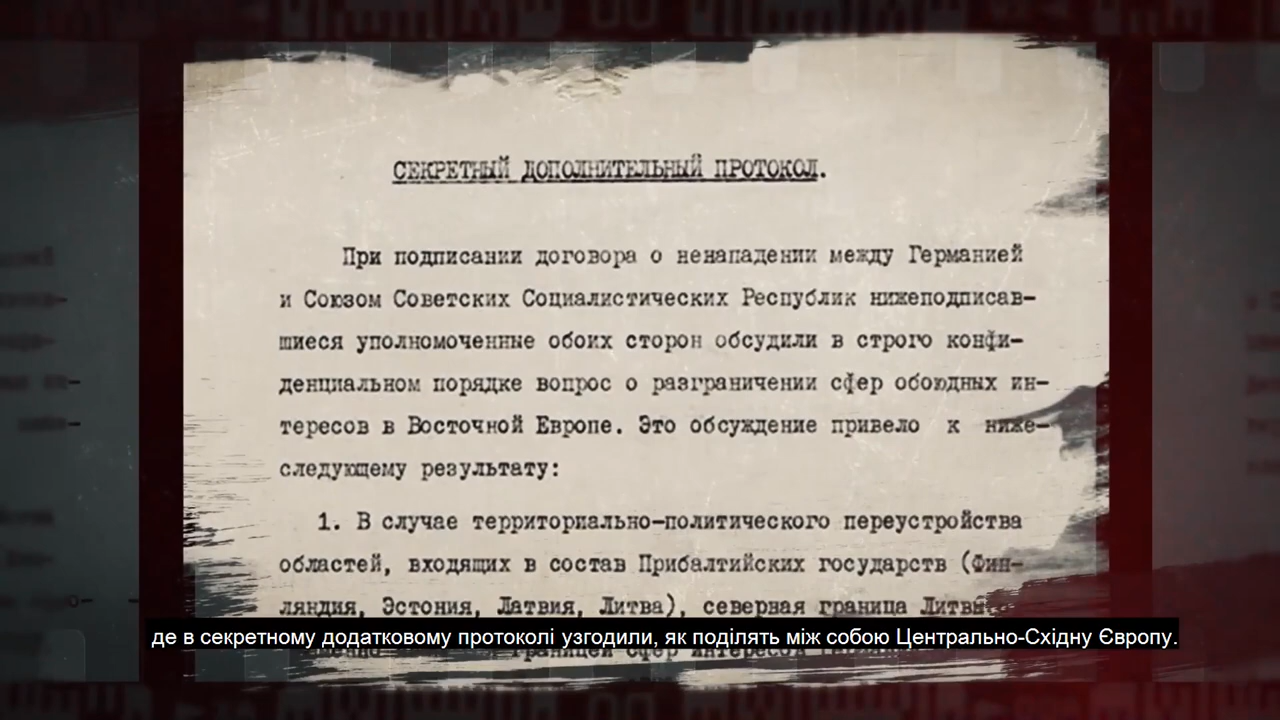 СЕКРЕТНЫЙ ДОПОЛНИТЕЛЬНЫЙ ПРОТОКОЛ.
При подписании договора о ненападении между Германией
и Союзом Советских Социалистических Республик нижеподписав-
шиеся уполномоченные обоих сторон обсудили в строго конфи-
денциальном порядке вопрос о разграничении сфер обоюдных ин-
тересов в Восточной Европе. Это обсуждение привело к ниже-
следующему результату:
1. В случае территориально-политического переустройства
областей, входящих в состав Прибалтийских государств (Фин-
ляндия, Эстония, Латвия, Литва), северная граница Литвы
де в секретному додатковому протоколі узгодили, як поділять між собою Центрально-Східну Європу.
границей сфер интересов